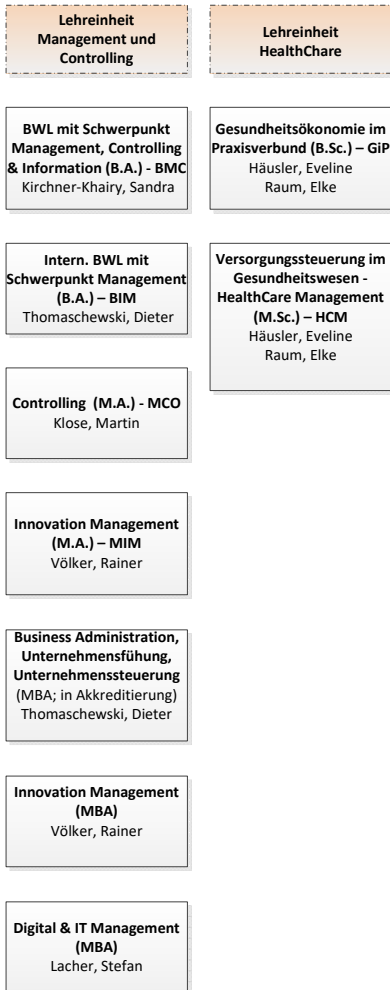 Lehreinheit
Management und
Controlling
BWL mit Schwerpunkt
Management, Controlling
& Information (B.A.) - BMC
Kirchner-Khairy, Sandra
Intern. BWL mit
Schwerpunkt Management
(B.A.) – BIM
Thomaschewski, Dieter
Controlling (M.A.) - MCO
Klose, Martin
Innovation Management
(M.A.) – MIM
Völker, Rainer
Business Administration,
Unternehmensfühung,
Unternehmenssteuerung
(MBA; in Akkreditierung)
Thomaschewski, Dieter
Innovation Management
(MBA)
Völker, Rainer
Digital & IT Management
(MBA)
Lacher, Stefan
Lehreinheit
HealthChare
Gesundheitsökonomie im
Praxisverbund (B.Sc.) – GiP
Häusler, Eveline
Raum, Elke
Versorgungssteuerung im
Gesundheitswesen -
HealthCare Management
(M.Sc.) – HCM
Häusler, Eveline
Raum, Elke